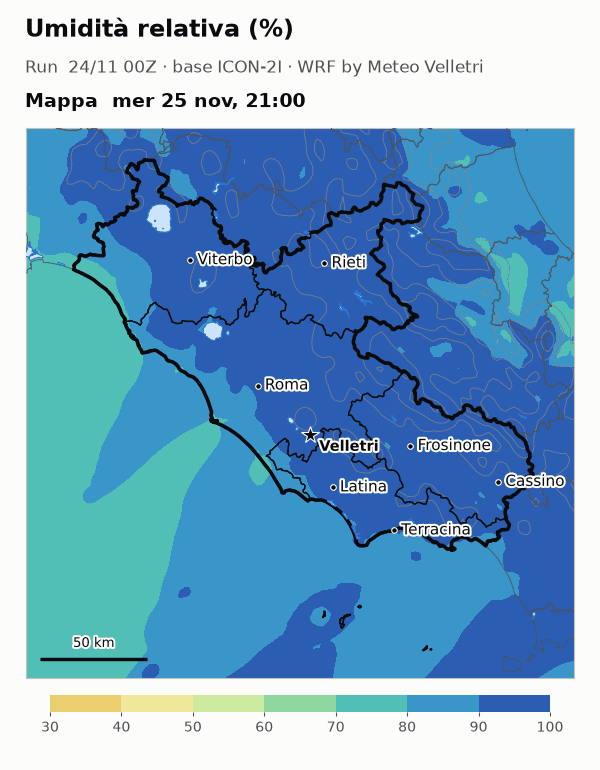 Umidità relativa (%)
Run  24/11 00Z · base ICON-2I · WRF by Meteo Velletri
Mappa  mer 25 nov, 21:00
Viterbo
Rieti
Roma
Velletri
Frosinone
Cassino
Latina
Terracina
50 km
30 40 50 60 70 80 90 100